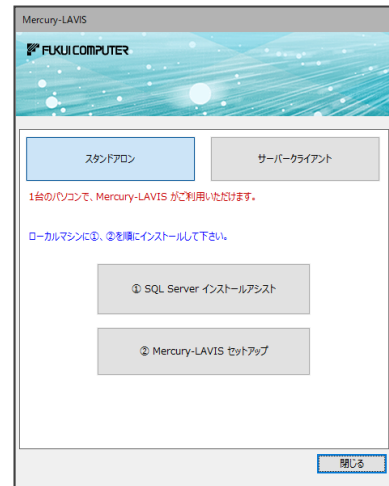 Mercury-LAVIS
FUKUI COMPUTER
スタンドアロン
サーバークライアント
1台のパソコンで、Mercury-LAVIS がご利用いただけます。
ローカルマシンに①、②を順にインストールして下さい。
① SQL Server インストールアシスト
② Mercury-LAVIS セットアップ
閉じる